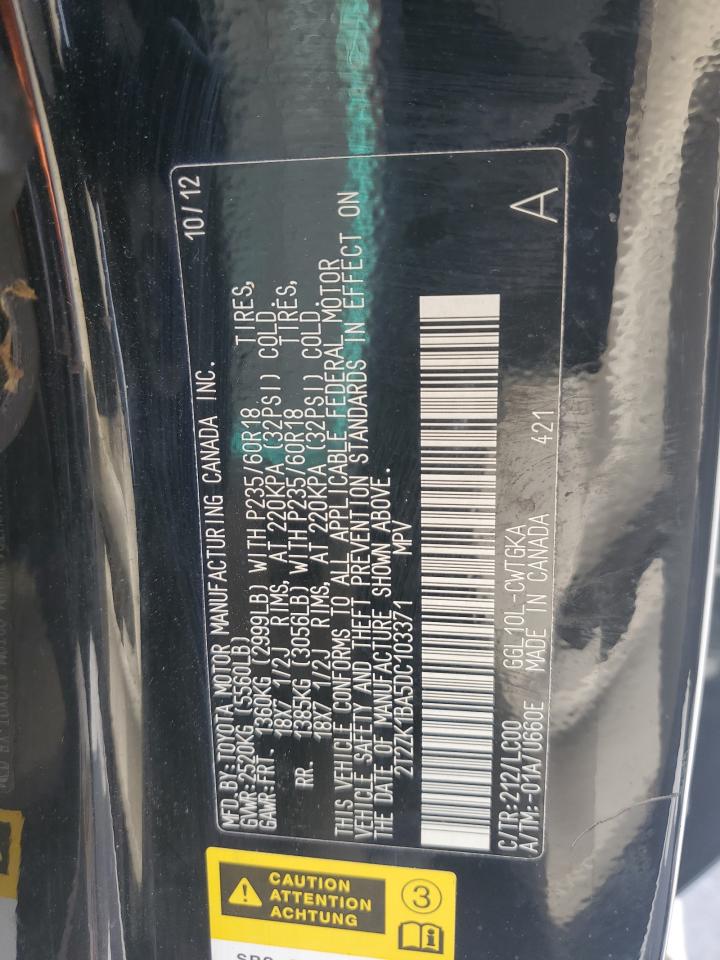 10/12
MFD.BY:TOYOTA MOTOR MANUFACTURING CANADA INC.
GVWR:2520KG (5560LB)
GAWR:FRT. 1360KG (2999LB) WITH P235/60R18 TIRES,
18X7 1/2J RIMS, AT 220KPA (32PSI) COLD
RR. 1385KG (3056LB) WITH P235/60R18 TIRES,
18X7 1/2J RIMS, AT 220KPA (32PSI) COLD.
THIS VEHICLE CONFORMS TO ALL APPLICABLE FEDERAL MOTOR
VEHICLE SAFETY AND THEFT PREVENTION STANDARDS IN EFFECT ON
THE DATE OF MANUFACTURE SHOWN ABOVE.
2T2ZK1BA5DC103371 MPV
C/TR:212/LC00 GGL10L-CWTGKA 421 A
A/TM:-01A/U660E MADE IN CANADA
CAUTION
ATTENTION
ACHTUNG
3